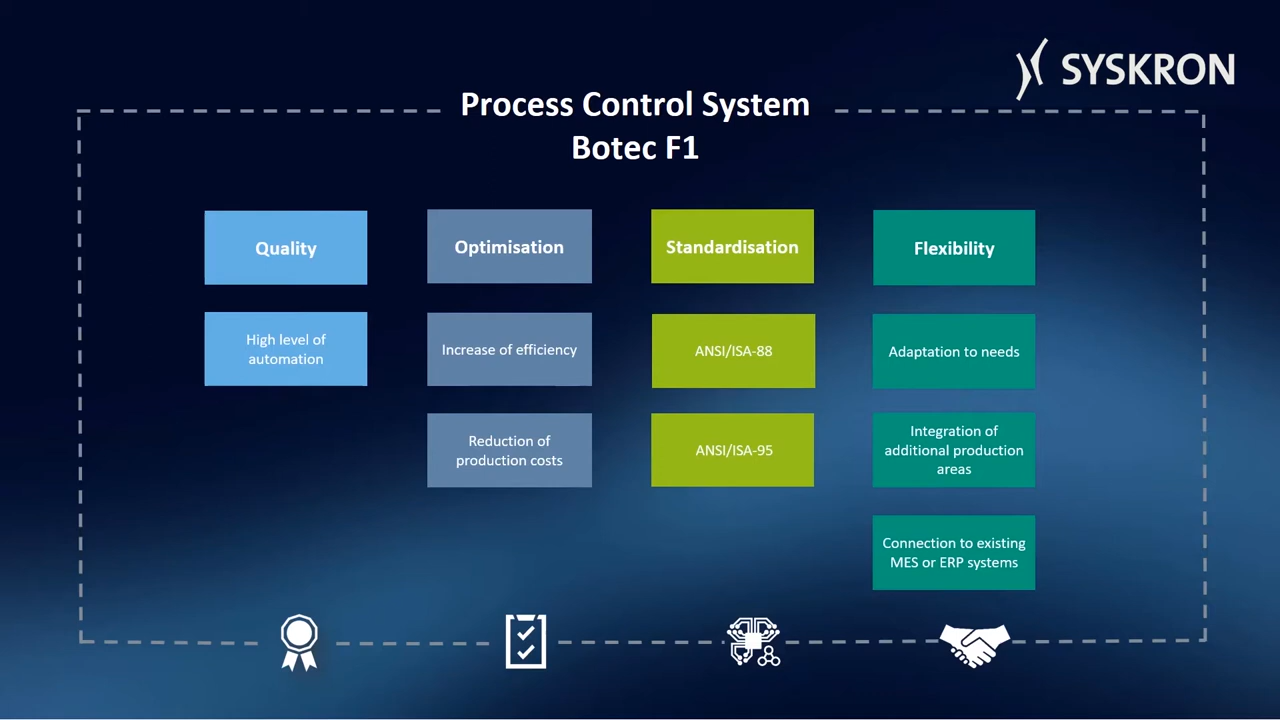 SYSKRON
Process Control System
Botec F1
Quality
Optimisation
Standardisation
Flexibility
High level of
automation
Increase of efficiency
ANSI/ISA-88
Adaptation to needs
Reduction of
production costs
ANSI/ISA-95
Integration of
additional production
areas
Connection to existing
MES or ERP systems